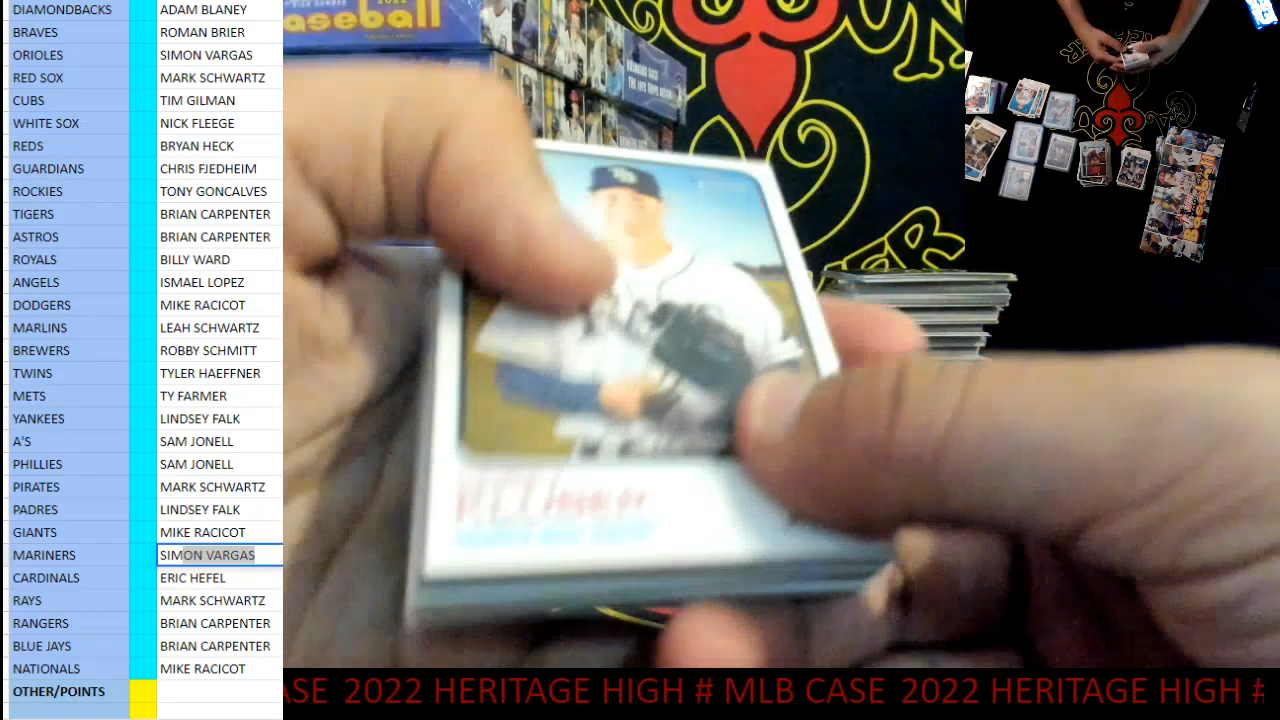 DIAMONDBACKS ADAM BLANEY
BRAVES ROMAN BRIER
ORIOLES SIMON VARGAS
RED SOX MARK SCHWARTZ
CUBS TIM GILMAN
WHITE SOX NICK FLEEGE
REDS BRYAN HECK
GUARDIANS CHRIS FJEDHEIM
ROCKIES TONY GONCALVES
TIGERS BRIAN CARPENTER
ASTROS BRIAN CARPENTER
ROYALS BILLY WARD
ANGELS ISMAEL LOPEZ
DODGERS MIKE RACICOT
MARLINS LEAH SCHWARTZ
BREWERS ROBBY SCHMITT
TWINS TYLER HAEFFNER
METS TY FARMER
YANKEES LINDSEY FALK
A'S SAM JONELL
PHILLIES SAM JONELL
PIRATES MARK SCHWARTZ
PADRES LINDSEY FALK
GIANTS MIKE RACICOT
MARINERS SIMON VARGAS
CARDINALS ERIC HEFEL
RAYS MARK SCHWARTZ
RANGERS BRIAN CARPENTER
BLUE JAYS BRIAN CARPENTER
NATIONALS MIKE RACICOT
OTHER/POINTS
aseball
ASE 2022 HERITAGE HIGH # MLB CASE 2022 HERITAGE HIGH #